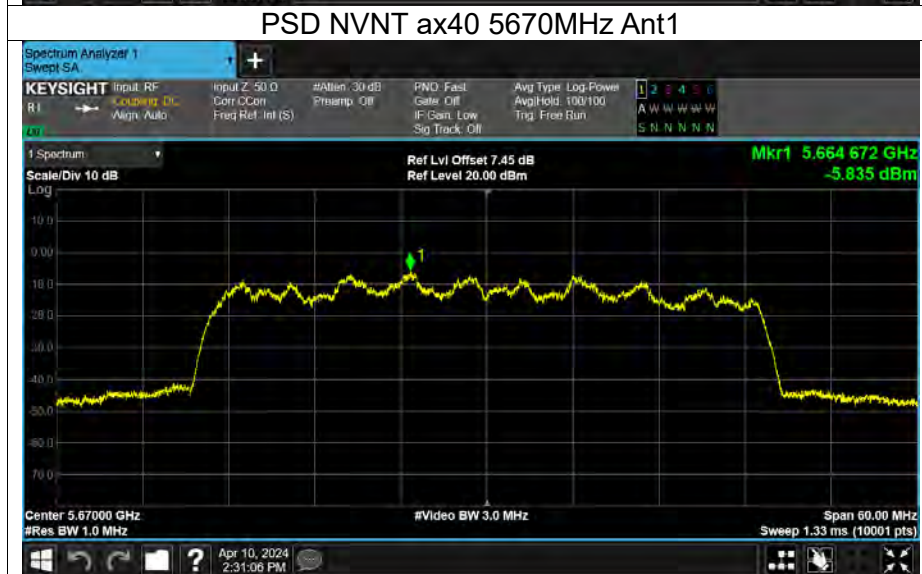 PSD NVNT ax40 5670MHz Ant1
Spectrum Analyzer 1
Swept SA
+
KEYSIGHT Input: RF Input Z: 50 Ω #Atten: 30 dB PNO: Fast Avg Type: Log-Power 1 2 3 4 5 6
Coupling: DC Corr CCorr Preamp: Off Gate: Off Avg|Hold: 100/100 A W W W W W
Align: Auto Freq Ref: Int (S) IF Gain: Low Trig: Free Run
Sig Track: Off S N N N N N
1 Spectrum Ref Lvl Offset 7.45 dB Mkr1 5.664 672 GHz
Scale/Div 10 dB Ref Level 20.00 dBm -5.835 dBm
Log
10.0
0.00
1
-10.0
-20.0
-30.0
-40.0
-50.0
-60.0
-70.0
Center 5.67000 GHz #Video BW 3.0 MHz Span 60.00 MHz
#Res BW 1.0 MHz Sweep 1.33 ms (10001 pts)
? Apr 10, 2024
2:31:06 PM